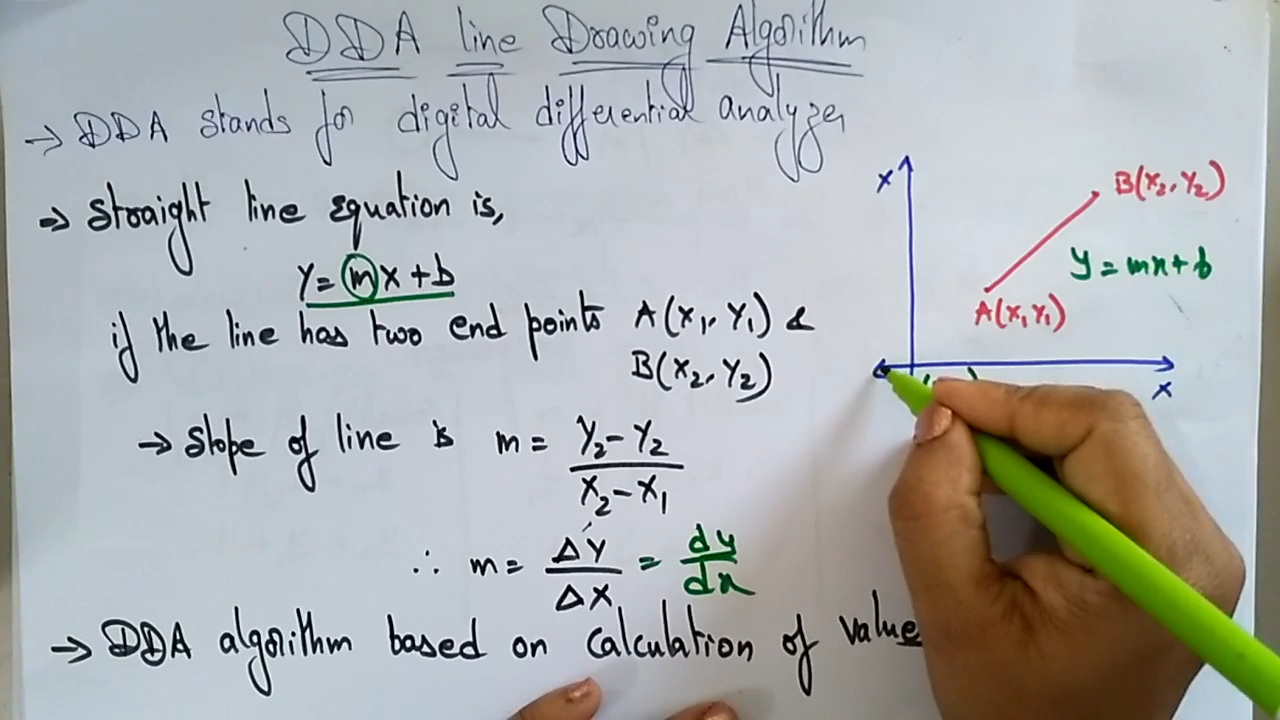 DDA line Drawing Algorithm
→ DDA stands for digital differential analyzer
⇒ Straight line Equation is,
Y = mX + b
if the line has two end points A(X1, Y1) &
B(X2, Y2)
→ Slope of line is m = Y2 - Y2
X2 - X1
∴ m = ΔY = dy
ΔX dx
→ DDA algorithm based on Calculation of value
X
B(X2, Y2)
y = mx + b
A(X1 Y1)
X